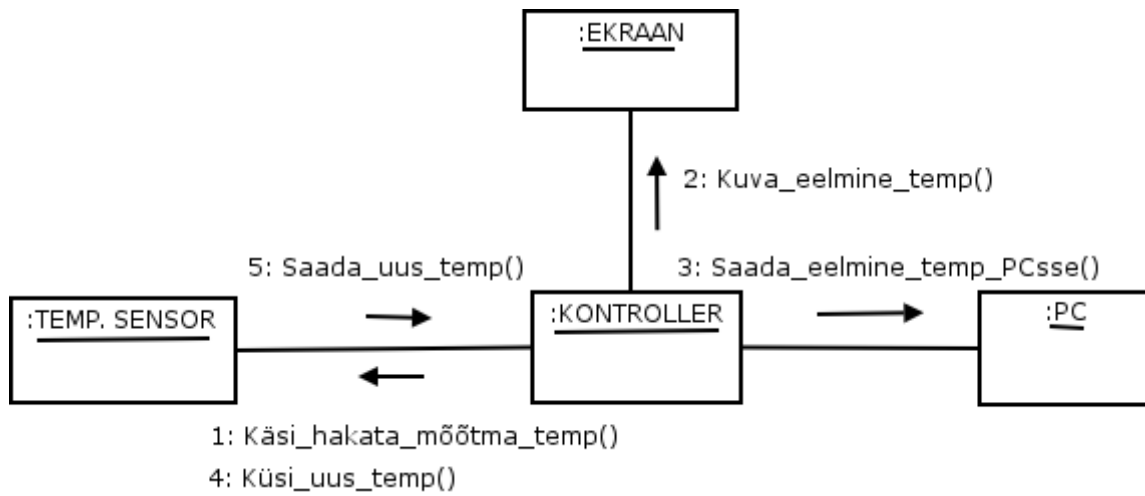 :EKRAAN
2: Kuva_eelmine_temp()
5: Saada_uus_temp()
3: Saada_eelmine_temp_PCsse()
:TEMP. SENSOR
:KONTROLLER
:PC
1: Käsi_hakata_mõõtma_temp()
4: Küsi_uus_temp()